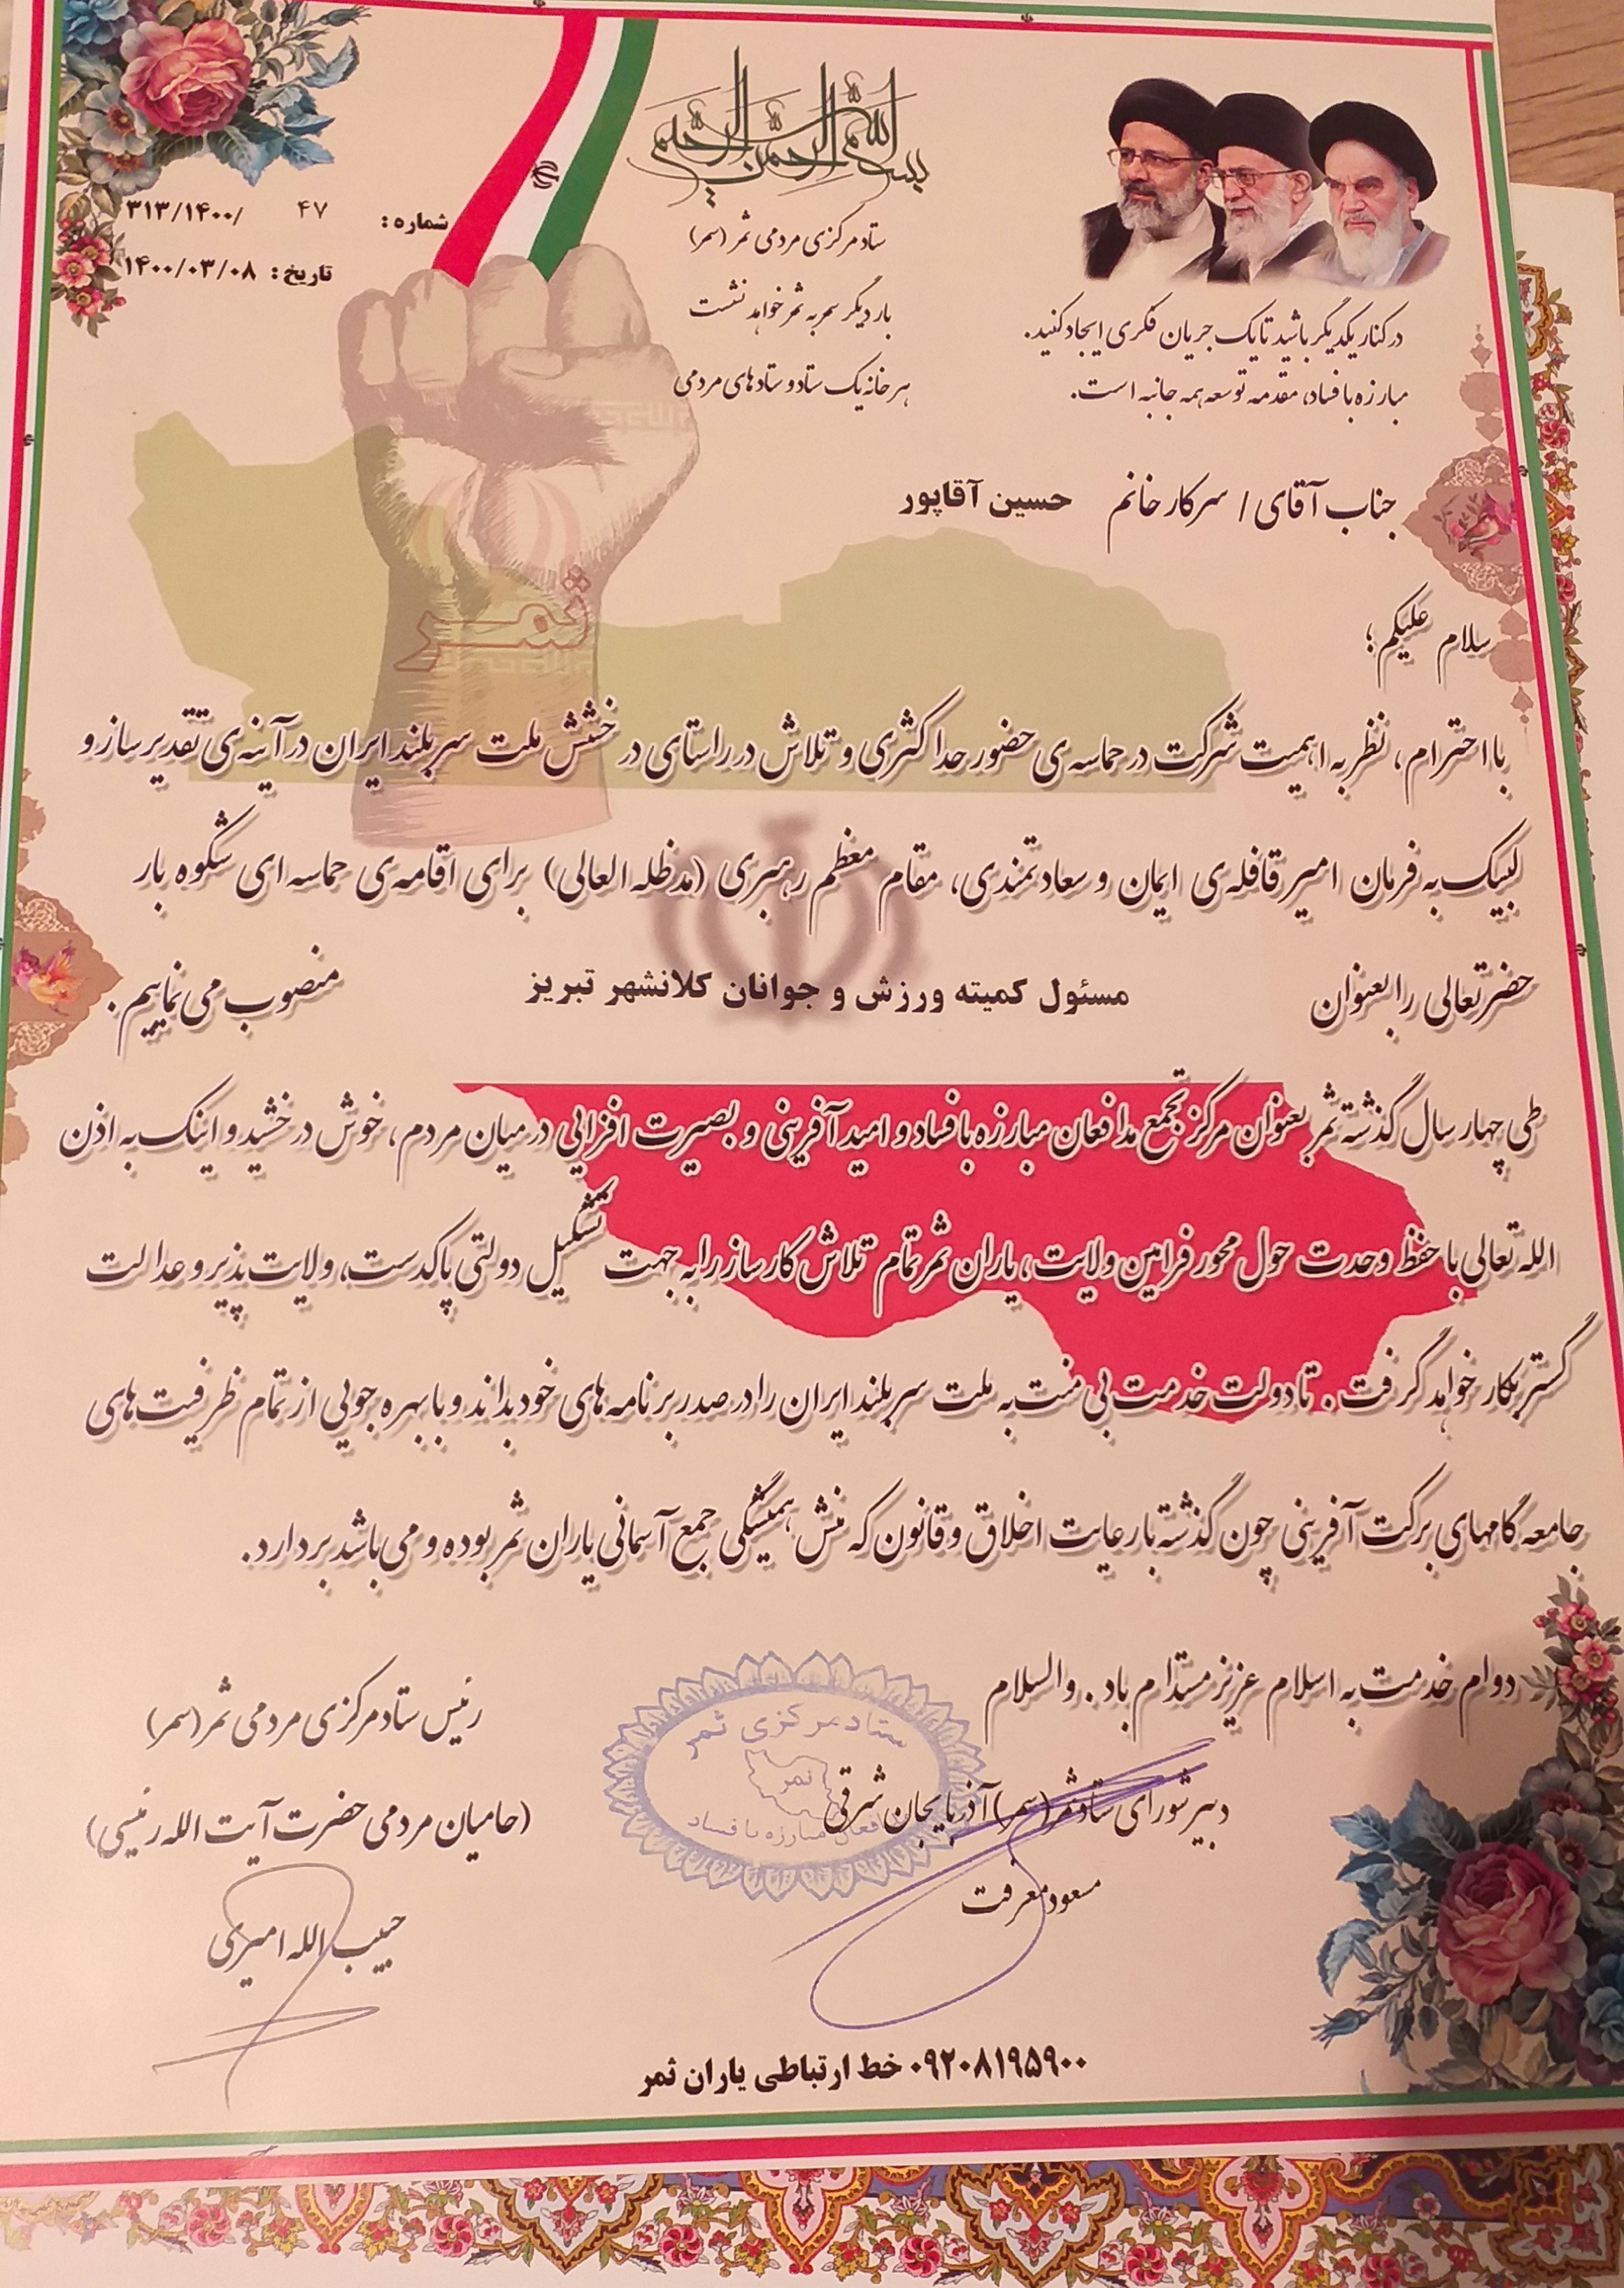 بسم الله الرحمن الرحیم
شماره: ۴۷ /۳۱۳/۱۴۰۰
تاریخ: ۱۴۰۰/۰۳/۰۸
ستاد مرکزی مردمی ثمر (سمر)
بار دیگر سمر به ثمر خواهد نشست
هر خانه یک ستاد و ستادهای مردمی
در کنار یکدیگر باشید تا یک جریان فکری ایجاد کنید.
مبارزه با فساد، مقدمه توسعه همه جانبه است.
جناب آقای / سرکار خانم حسین آقاپور
ثمر
سلام علیکم؛
با احترام، نظر به اهمیت شرکت در حماسه ی حضور حداکثری و تلاش در راستای درخشش ملت سربلند ایران در آینه ی تقدیرساز و
لبیک به فرمان امیر قافله ی ایمان و سعادتمندی، مقام معظم رهبری (مدظله العالی) برای اقامه ی حماسه ای شکوه بار
حضرتعالی را بعنوان مسئول کمیته ورزش و جوانان کلانشهر تبریز منصوب می نماییم.
طی چهار سال گذشته ثمر بعنوان مرکز تجمع مدافعان مبارزه با فساد و امید آفرینی و بصیرت افزایی در میان مردم، خوش درخشید و اینک به اذن
الله تعالی با حفظ وحدت حول محور فرامین ولایت، یاران ثمر تمام تلاش کارساز را به جهت تشکیل دولتی پاکدست، ولایت پذیر و عدالت
گستر بکار خواهد گرفت. تا دولت خدمت بی منت به ملت سربلند ایران را در صدر برنامه های خود بداند و با بهره جویی از تمام ظرفیت های
جامعه گامهای برکت آفرینی چون گذشته با رعایت اخلاق و قانون که منش همیشگی جمع آسمانی یاران ثمر بوده و می باشد بردارد.
دوام خدمت به اسلام عزیز مستدام باد. والسلام
دبیر شورای ستاد ثمر (سمر) آذربایجان شرقی
مسعود معرفت
ستاد مرکزی ثمر
ثمر
مبارزه با فساد
رئیس ستاد مرکزی مردمی ثمر (سمر)
(حامیان مردمی حضرت آیت الله رئیسی)
حبیب الله امیری
۰۹۲۰۸۱۹۵۹۰۰ خط ارتباطی یاران ثمر